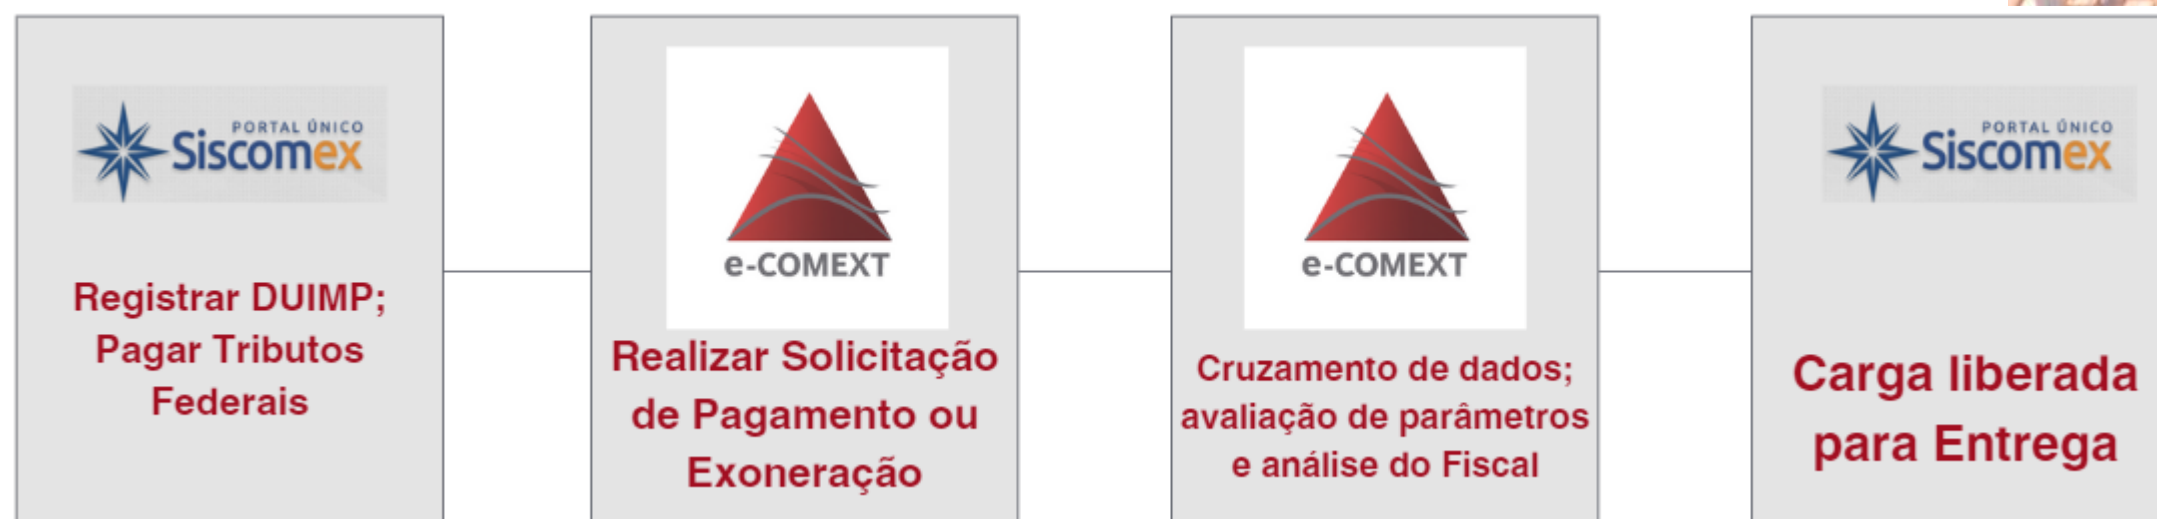 PORTAL ÚNICO
Siscomex
Registrar DUIMP;
Pagar Tributos
Federais
e-COMEXT
Realizar Solicitação
de Pagamento ou
Exoneração
e-COMEXT
Cruzamento de dados;
avaliação de parâmetros
e análise do Fiscal
PORTAL ÚNICO
Siscomex
Carga liberada
para Entrega